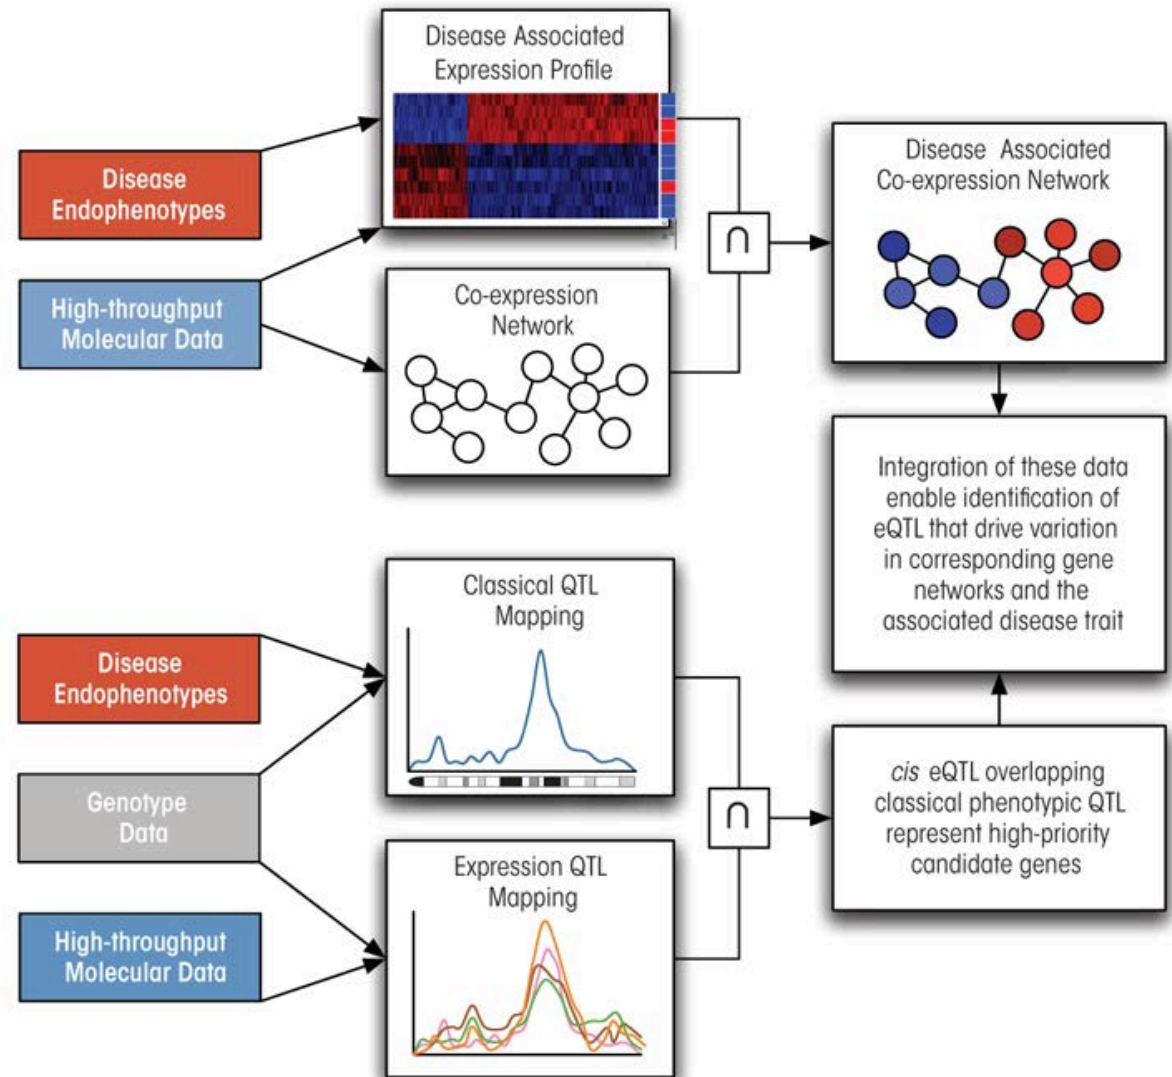 Disease Associated
Expression Profile
Disease
Endophenotypes
High-throughput
Molecular Data
Co-expression
Network
∩
Disease Associated
Co-expression Network
Integration of these data
enable identification of
eQTL that drive variation
in corresponding gene
networks and the
associated disease trait
Classical QTL
Mapping
Disease
Endophenotypes
Genotype
Data
High-throughput
Molecular Data
Expression QTL
Mapping
∩
cis eQTL overlapping
classical phenotypic QTL
represent high-priority
candidate genes